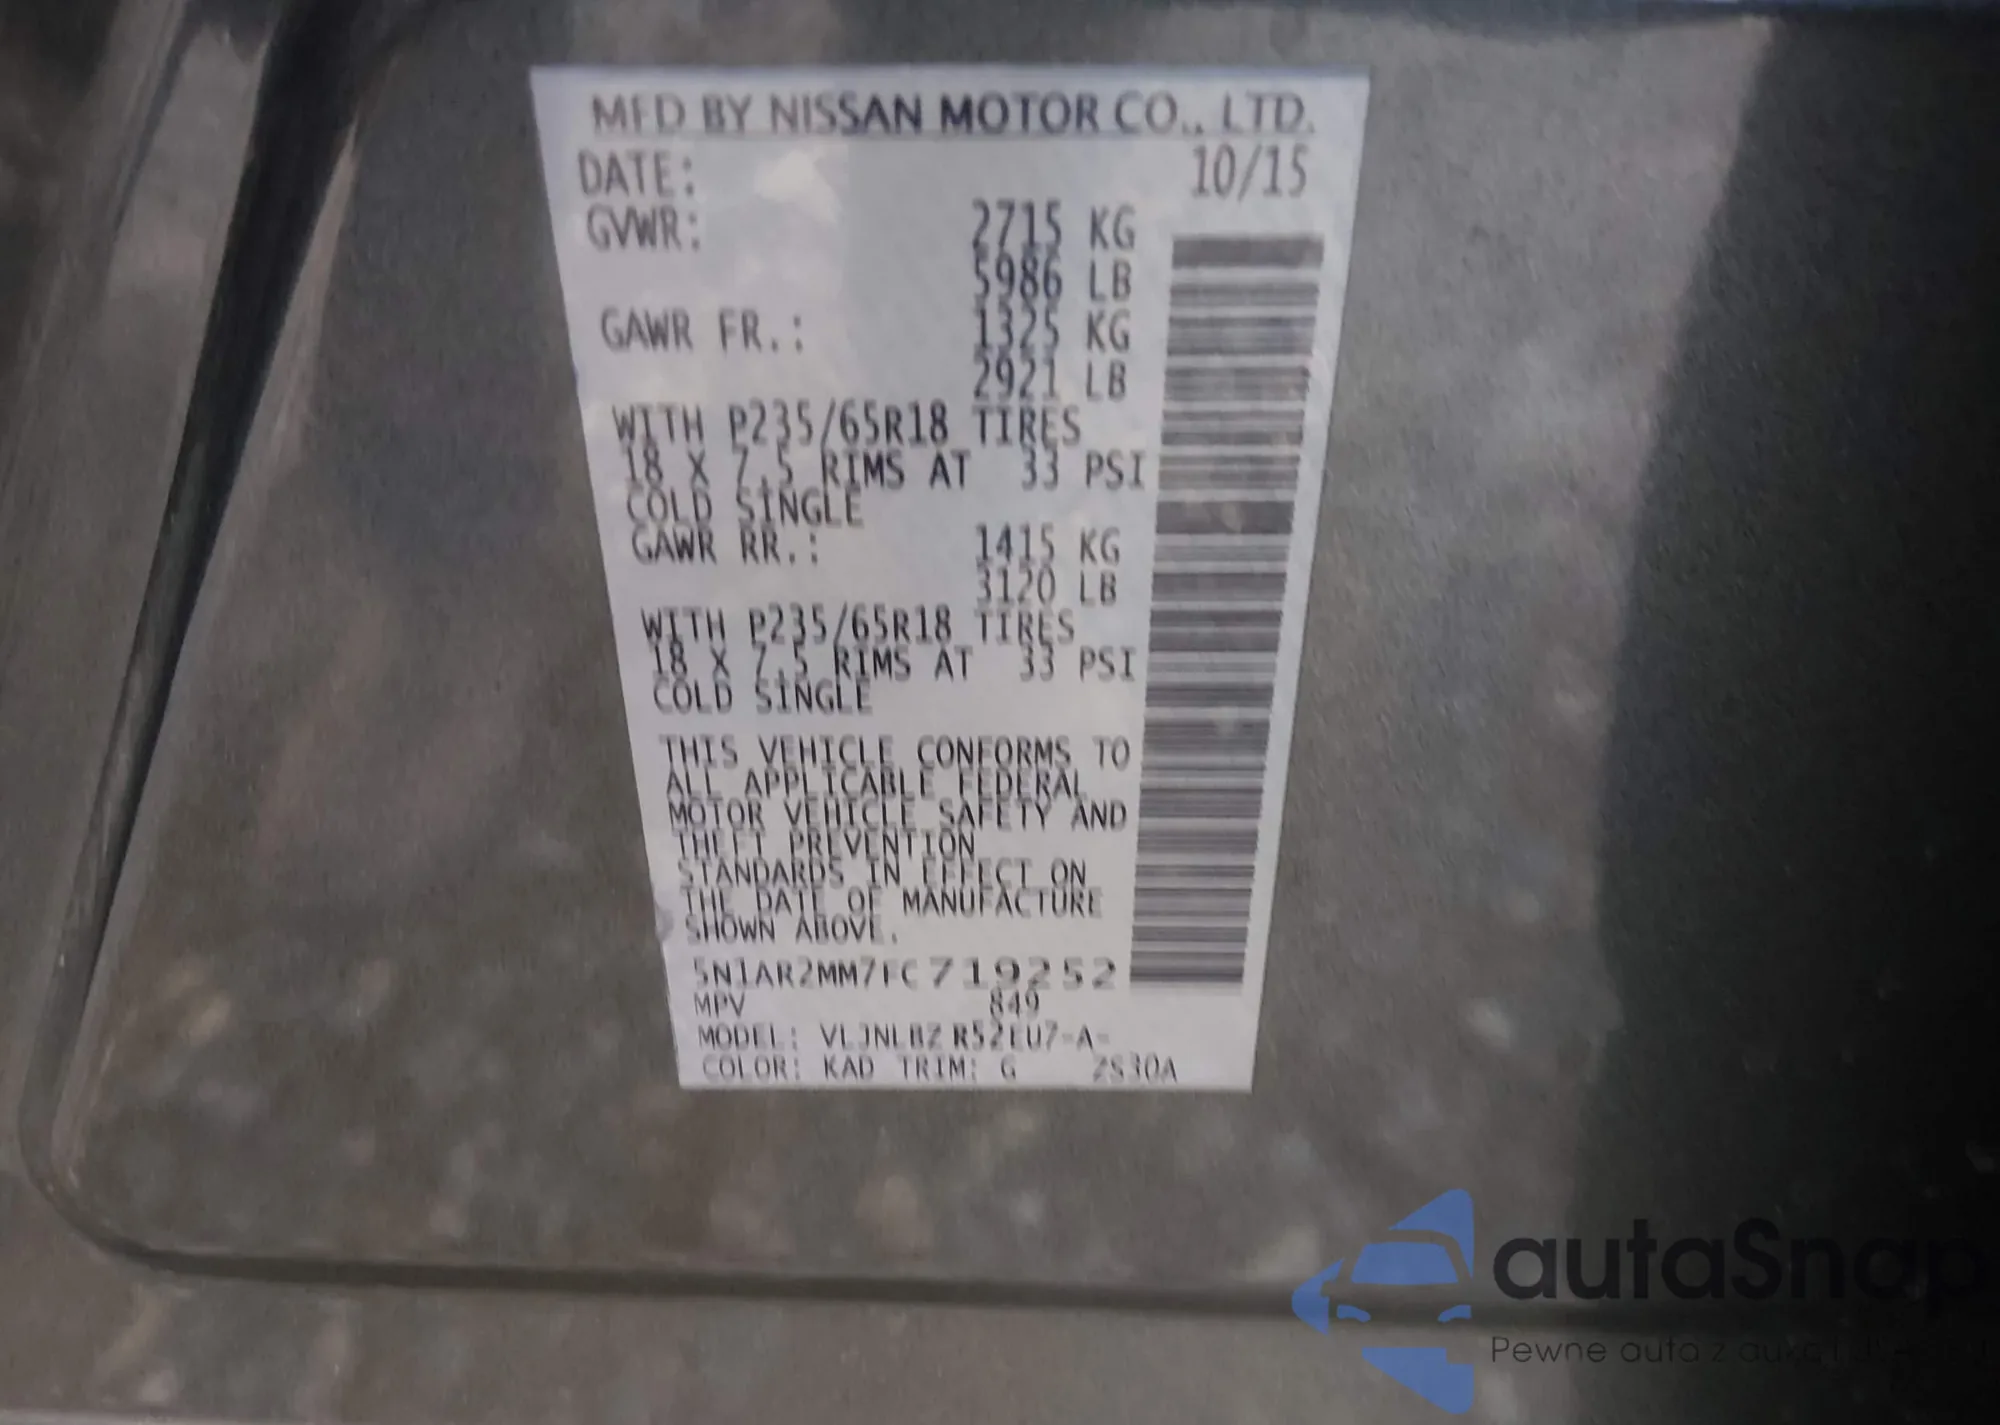 MFD BY NISSAN MOTOR CO., LTD.
DATE: 10/15
GVWR: 2715 KG
5986 LB
GAWR FR.: 1325 KG
2921 LB
WITH P235/65R18 TIRES
18 X 7.5 RIMS AT 33 PSI
COLD SINGLE
GAWR RR.: 1415 KG
3120 LB
WITH P235/65R18 TIRES
18 X 7.5 RIMS AT 33 PSI
COLD SINGLE
THIS VEHICLE CONFORMS TO
ALL APPLICABLE FEDERAL
MOTOR VEHICLE SAFETY AND
THEFT PREVENTION
STANDARDS IN EFFECT ON
THE DATE OF MANUFACTURE
SHOWN ABOVE.
5N1AR2MM7FC719252
MPV 849
MODEL: VLJNLBZ R52EU7-A-
COLOR: KAD TRIM: G ZS30A
autaSnap
Pewne auta z